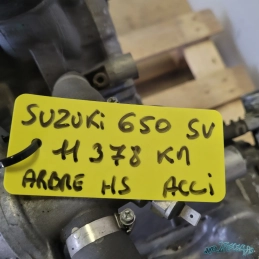 SUZUKi 650 SV
11 378 KM
ARBRE HS ACCi